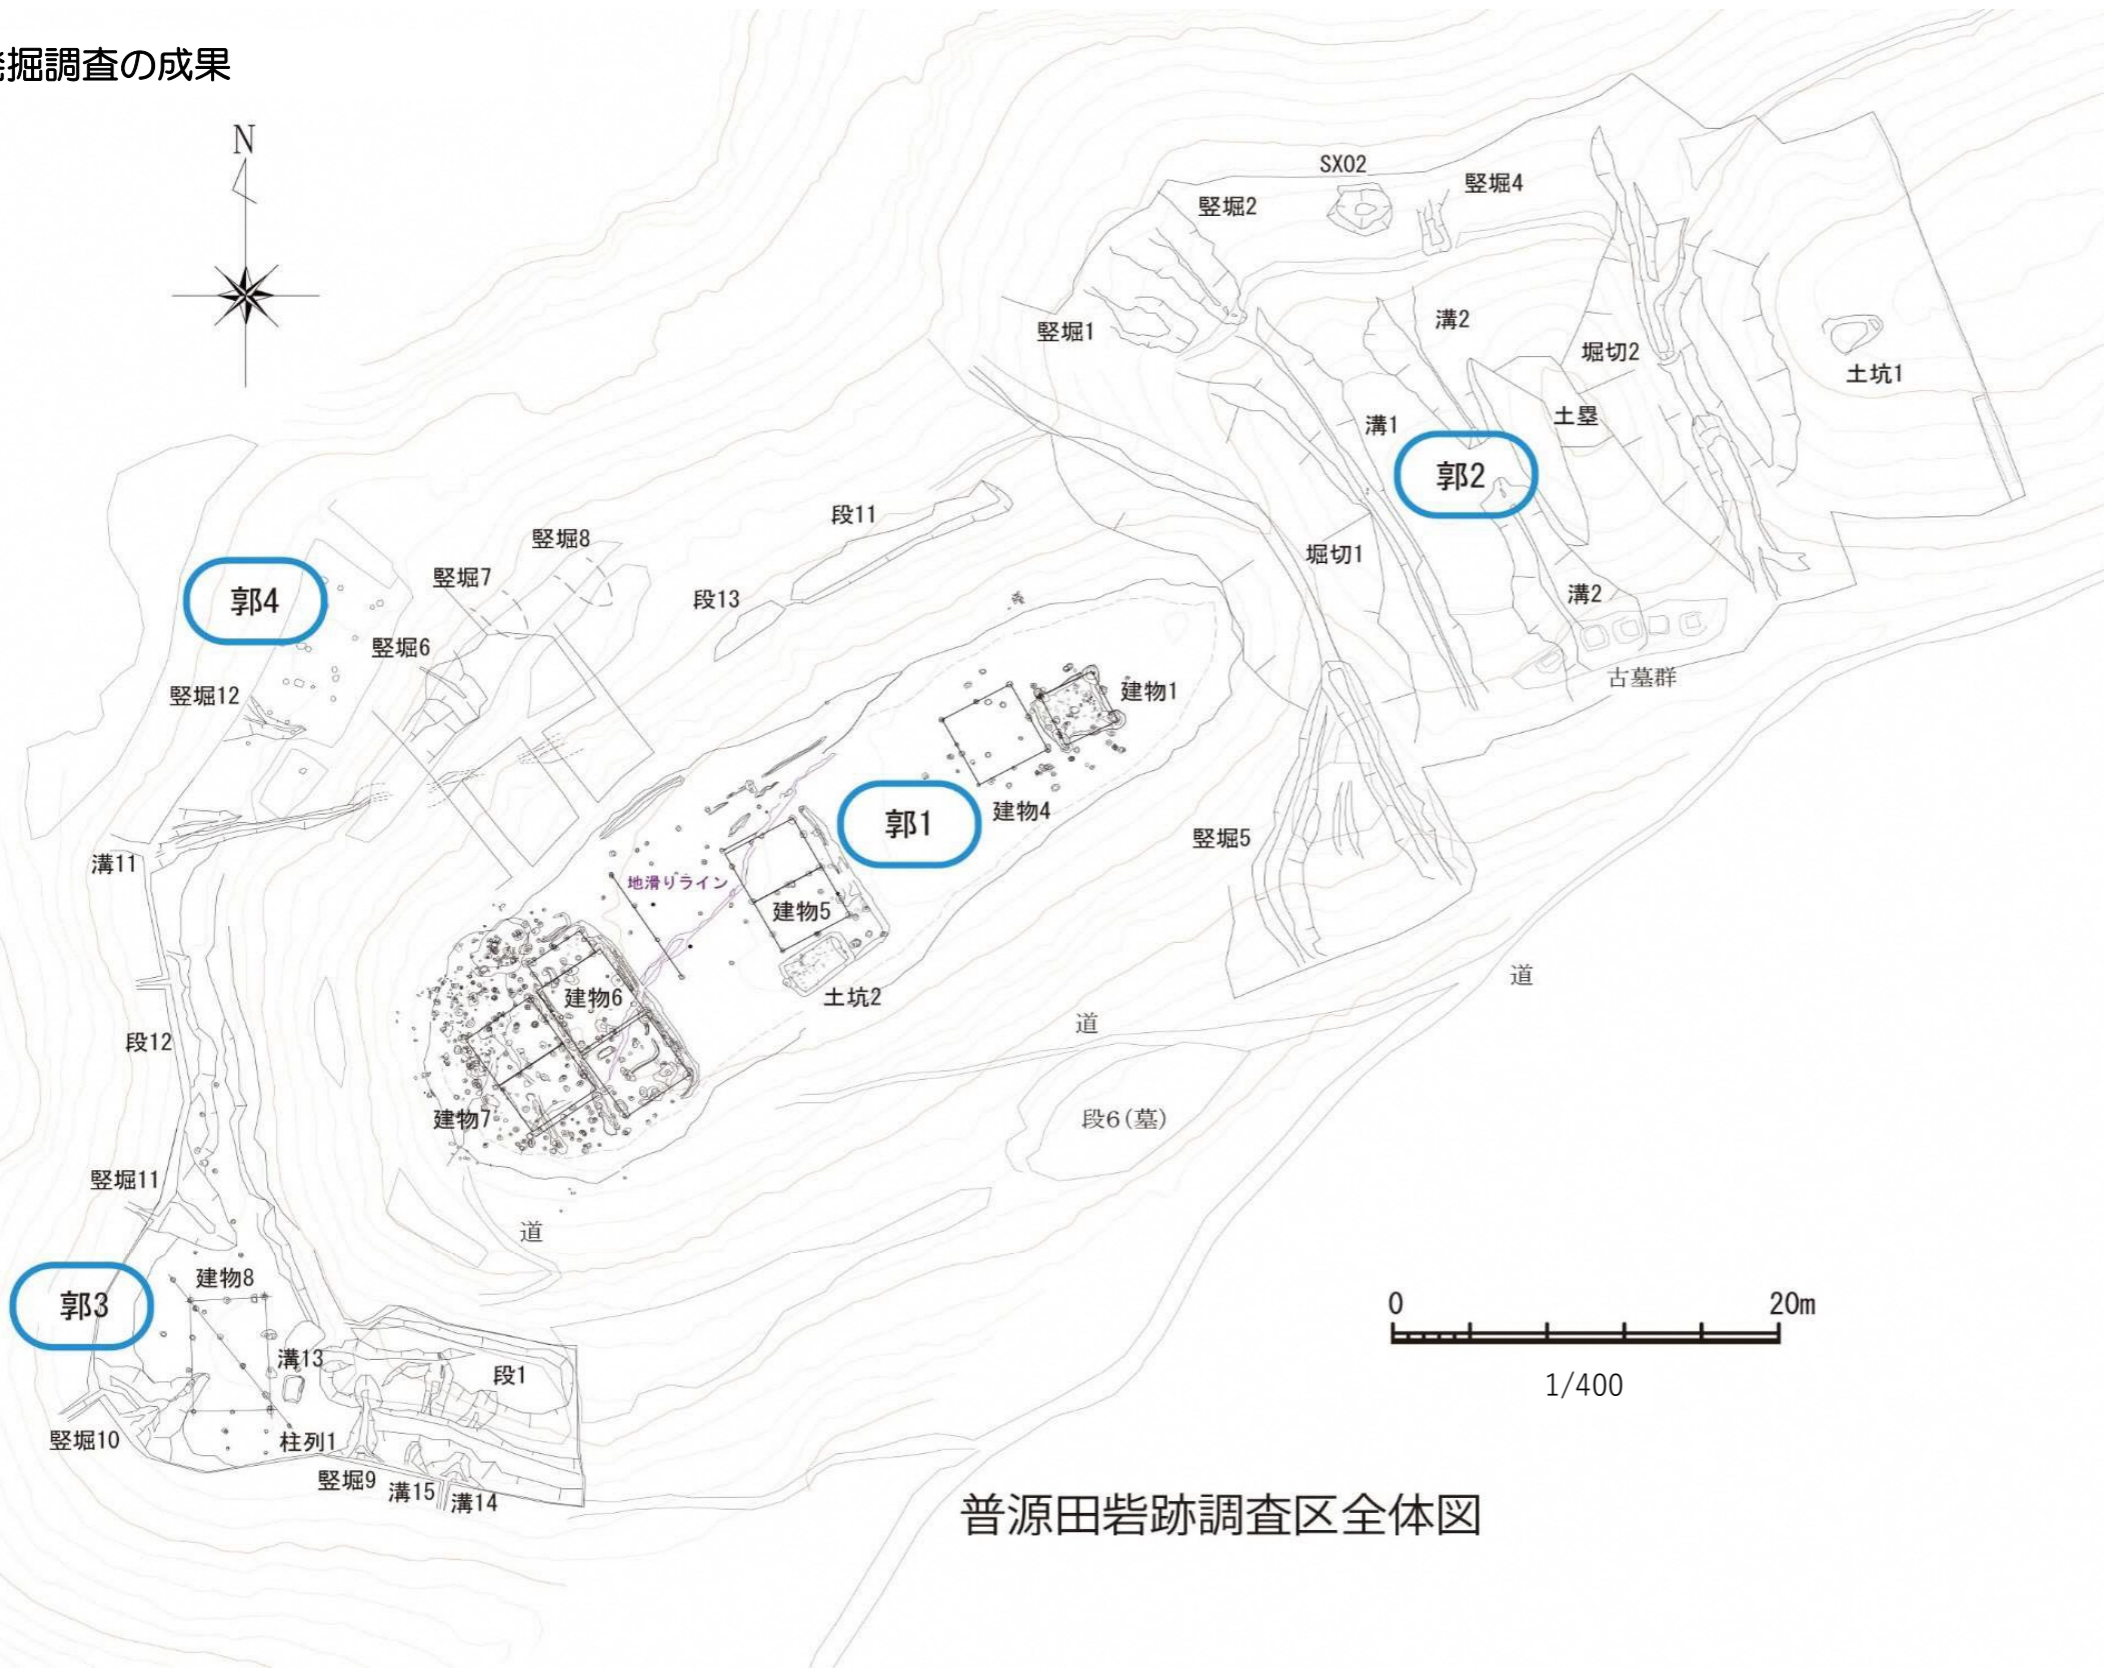 掘調査の成果
N
SX02
竪堀4
竪堀2
竪堀1
溝2
堀切2
土坑1
土塁
溝1
郭2
段11
竪堀8
堀切1
竪堀7
郭4
段13
溝2
竪堀6
古墓群
竪堀12
建物1
郭1
建物4
竪堀5
溝11
地滑りライン
建物5
道
建物6
土坑2
道
段12
建物7
段6(墓)
竪堀11
道
建物8
郭3
0
20m
溝13
段1
1/400
竪堀10
柱列1
竪堀9
溝15
溝14
普源田砦跡調査区全体図